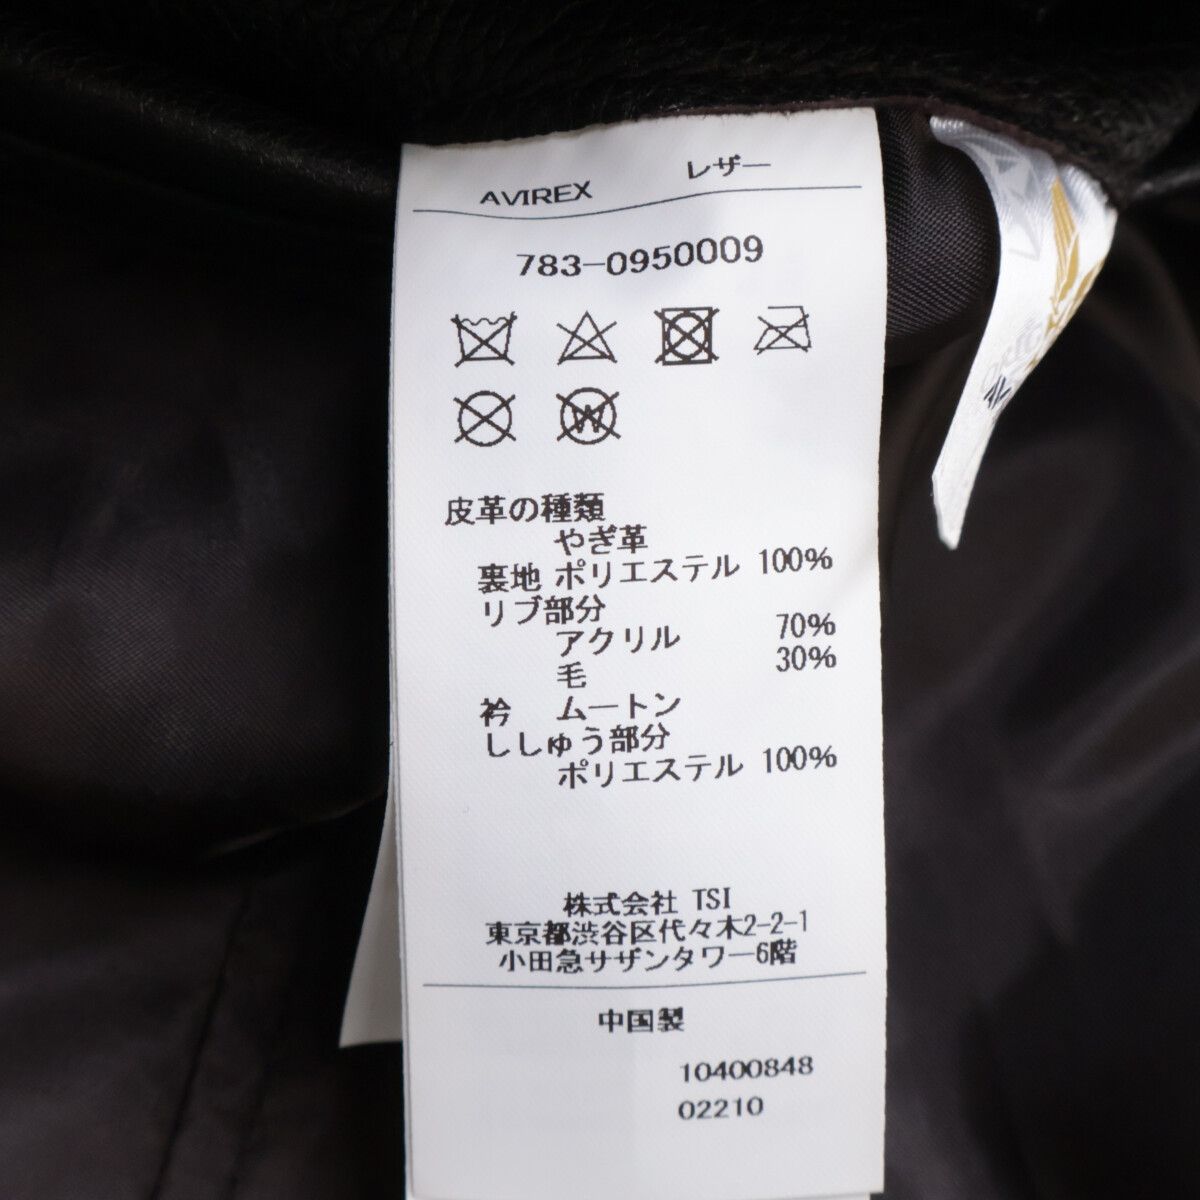 AVIREX レザー
783-0950009
W
皮革の種類
やぎ革
裏地 ポリエステル 100%
リブ部分
アクリル 70%
毛 30%
衿 ムートン
ししゅう部分
ポリエステル 100%
株式会社 TSI
東京都渋谷区代々木2-2-1
小田急サザンタワー6階
中国製
10400848
02210